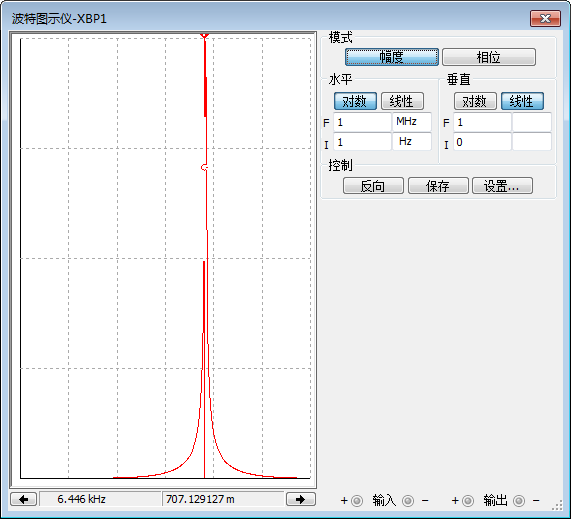 波特图示仪-XBP1
模式
幅度 相位
水平 垂直
对数 线性 对数 线性
F 1 MHz F 1
I 1 Hz I 0
控制
反向 保存 设置...
6.446 kHz 707.129127 m
+ 输入 − + 输出 −